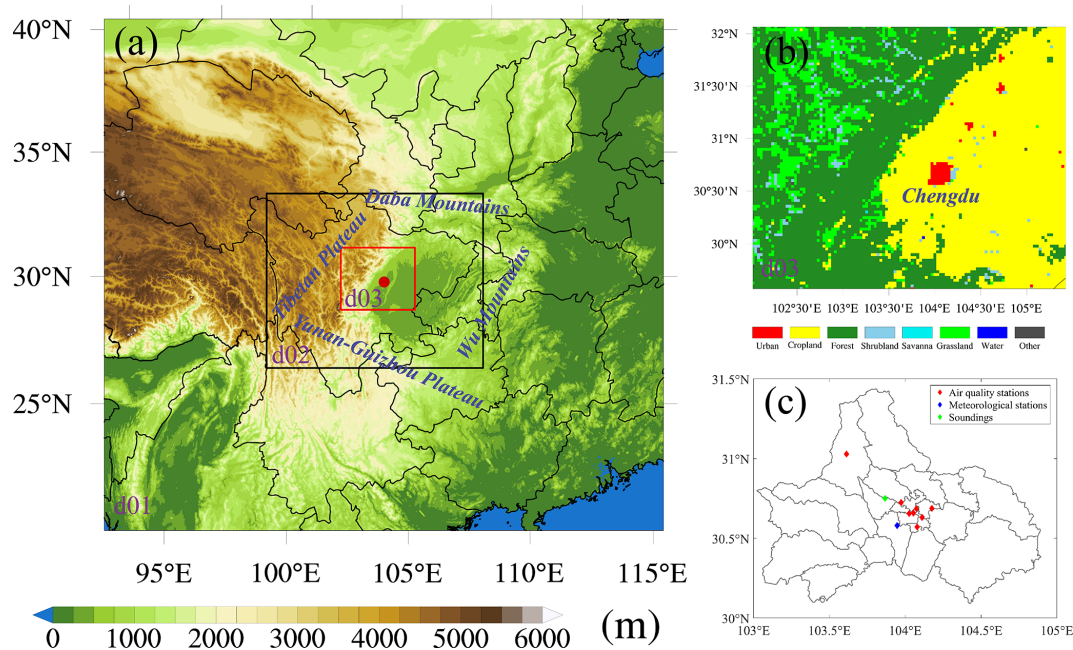 (a)
40°N
35°N
30°N
25°N
Daba Mountains
Tibetan Plateau
Wu Mountains
Yunan-Guizhou Plateau
d03
d02
d01
95°E 100°E 105°E 110°E 115°E
0 1000 2000 3000 4000 5000 6000 (m)
(b)
32°N
31°30'N
31°N
30°30'N
30°N
Chengdu
d03
102°30'E 103°E 103°30'E 104°E 104°30'E 105°E
Urban Cropland Forest Shrubland Savanna Grassland Water Other
(c)
31.5°N
31°N
30.5°N
30°N
Air quality stations
Meteorological stations
Soundings
103°E 103.5°E 104°E 104.5°E 105°E